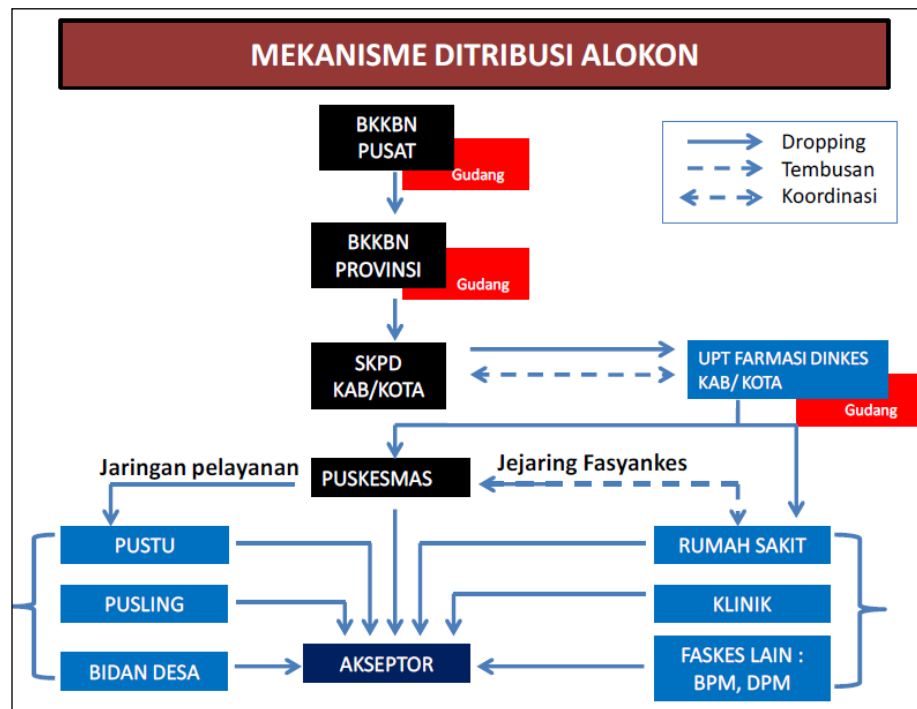 MEKANISME DITRIBUSI ALOKON
BKKBN
PUSAT
Gudang
Dropping
Tembusan
Koordinasi
BKKBN
PROVINSI
Gudang
SKPD
KAB/KOTA
UPT FARMASI DINKES
KAB/ KOTA
Gudang
Jaringan pelayanan
PUSKESMAS
Jejaring Fasyankes
PUSTU
RUMAH SAKIT
PUSLING
KLINIK
BIDAN DESA
AKSEPTOR
FASKES LAIN :
BPM, DPM